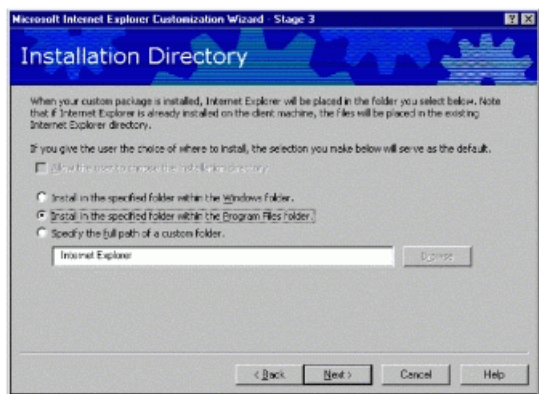 Microsoft Internet Explorer Customization Wizard - Stage 3
Installation Directory
When your custom package is installed, Internet Explorer will be placed in the folder you select below. Note
that if Internet Explorer is already installed on the client machine, the files will be placed in the existing
Internet Explorer directory.
If you give the user the choice of where to install, the selection you make below will serve as the default.
Allow the user to choose the installation directory
Install in the specified folder within the Windows folder.
Install in the specified folder within the Program Files folder.
Specify the full path of a custom folder.
Internet Explorer
Browse
< Back
Next >
Cancel
Help